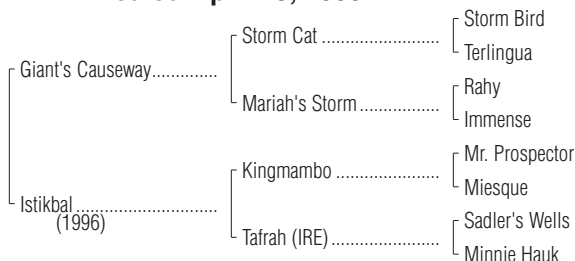 Storm Bird
Storm Cat ........................
Terlingua
Giant's Causeway..............
Rahy
Mariah's Storm .................
Immense
Mr. Prospector
Kingmambo ......................
Miesque
Istikbal ..............................
(1996)
Sadler's Wells
Tafrah (IRE).......................
Minnie Hauk